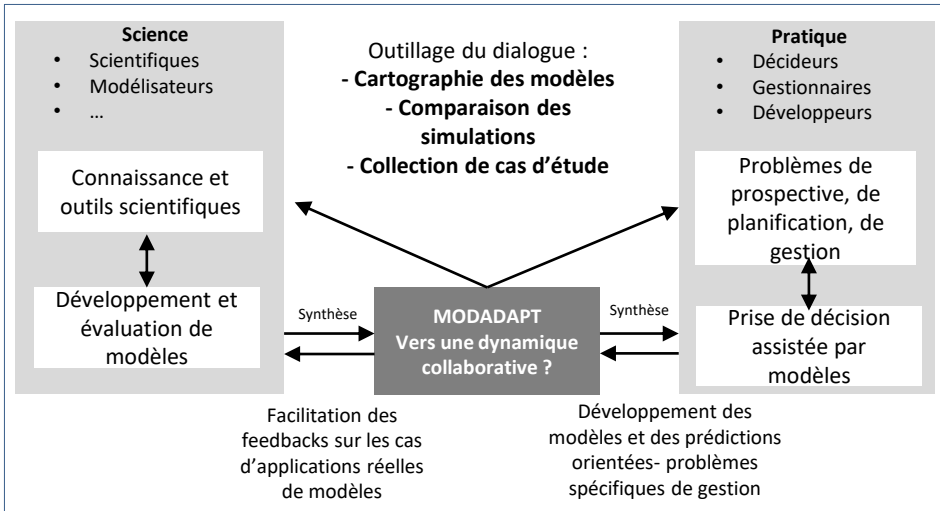 Science
• Scientifiques
• Modélisateurs
• …
Connaissance et
outils scientifiques
Développement et
évaluation de
modèles
Outillage du dialogue :
- Cartographie des modèles
- Comparaison des
simulations
- Collection de cas d'étude
Synthèse
MODADAPT
Vers une dynamique
collaborative ?
Synthèse
Facilitation des
feedbacks sur les cas
d'applications réelles
de modèles
Développement des
modèles et des prédictions
orientées- problèmes
spécifiques de gestion
Pratique
• Décideurs
• Gestionnaires
• Développeurs
Problèmes de
prospective, de
planification, de
gestion
Prise de décision
assistée par
modèles